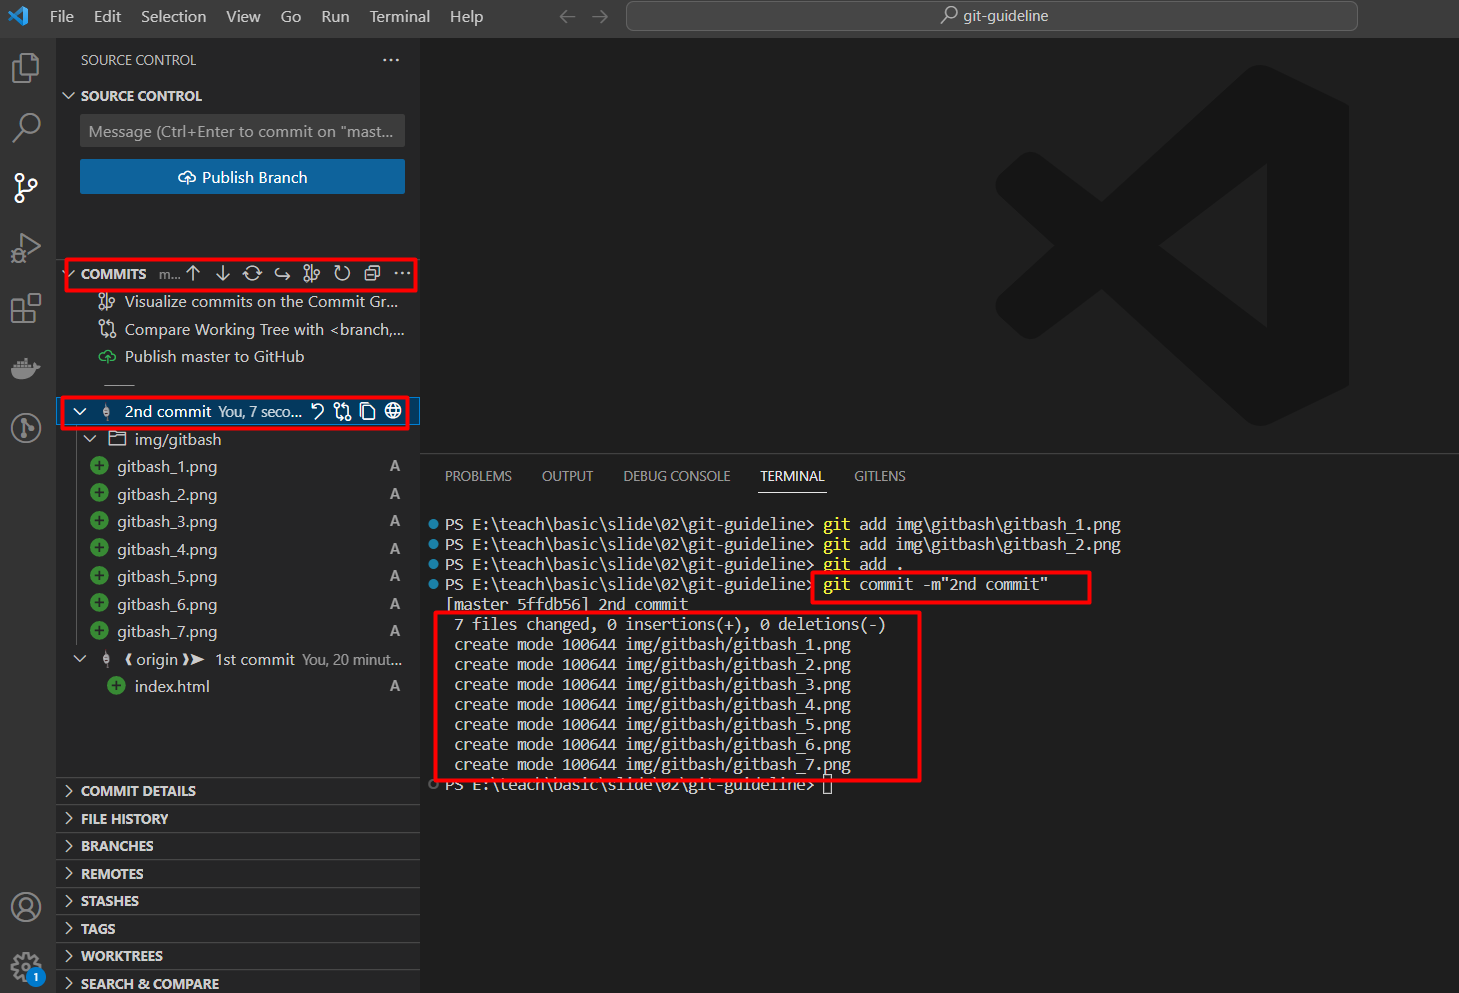 File Edit Selection View Go Run Terminal Help
git-guideline
SOURCE CONTROL
SOURCE CONTROL
Message (Ctrl+Enter to commit on "mast...
Publish Branch
COMMITS m...
Visualize commits on the Commit Gr...
Compare Working Tree with <branch,...
Publish master to GitHub
2nd commit You, 7 seco...
img/gitbash
gitbash_1.png A
gitbash_2.png A
gitbash_3.png A
gitbash_4.png A
gitbash_5.png A
gitbash_6.png A
gitbash_7.png A
origin 1st commit You, 20 minut...
index.html A
COMMIT DETAILS
FILE HISTORY
BRANCHES
REMOTES
STASHES
TAGS
WORKTREES
SEARCH & COMPARE
1
PROBLEMS OUTPUT DEBUG CONSOLE TERMINAL GITLENS
PS E:\teach\basic\slide\02\git-guideline> git add img\gitbash\gitbash_1.png
PS E:\teach\basic\slide\02\git-guideline> git add img\gitbash\gitbash_2.png
PS E:\teach\basic\slide\02\git-guideline> git add .
PS E:\teach\basic\slide\02\git-guideline> git commit -m"2nd commit"
[master 5ffdb56] 2nd commit
7 files changed, 0 insertions(+), 0 deletions(-)
create mode 100644 img/gitbash/gitbash_1.png
create mode 100644 img/gitbash/gitbash_2.png
create mode 100644 img/gitbash/gitbash_3.png
create mode 100644 img/gitbash/gitbash_4.png
create mode 100644 img/gitbash/gitbash_5.png
create mode 100644 img/gitbash/gitbash_6.png
create mode 100644 img/gitbash/gitbash_7.png
PS E:\teach\basic\slide\02\git-guideline>